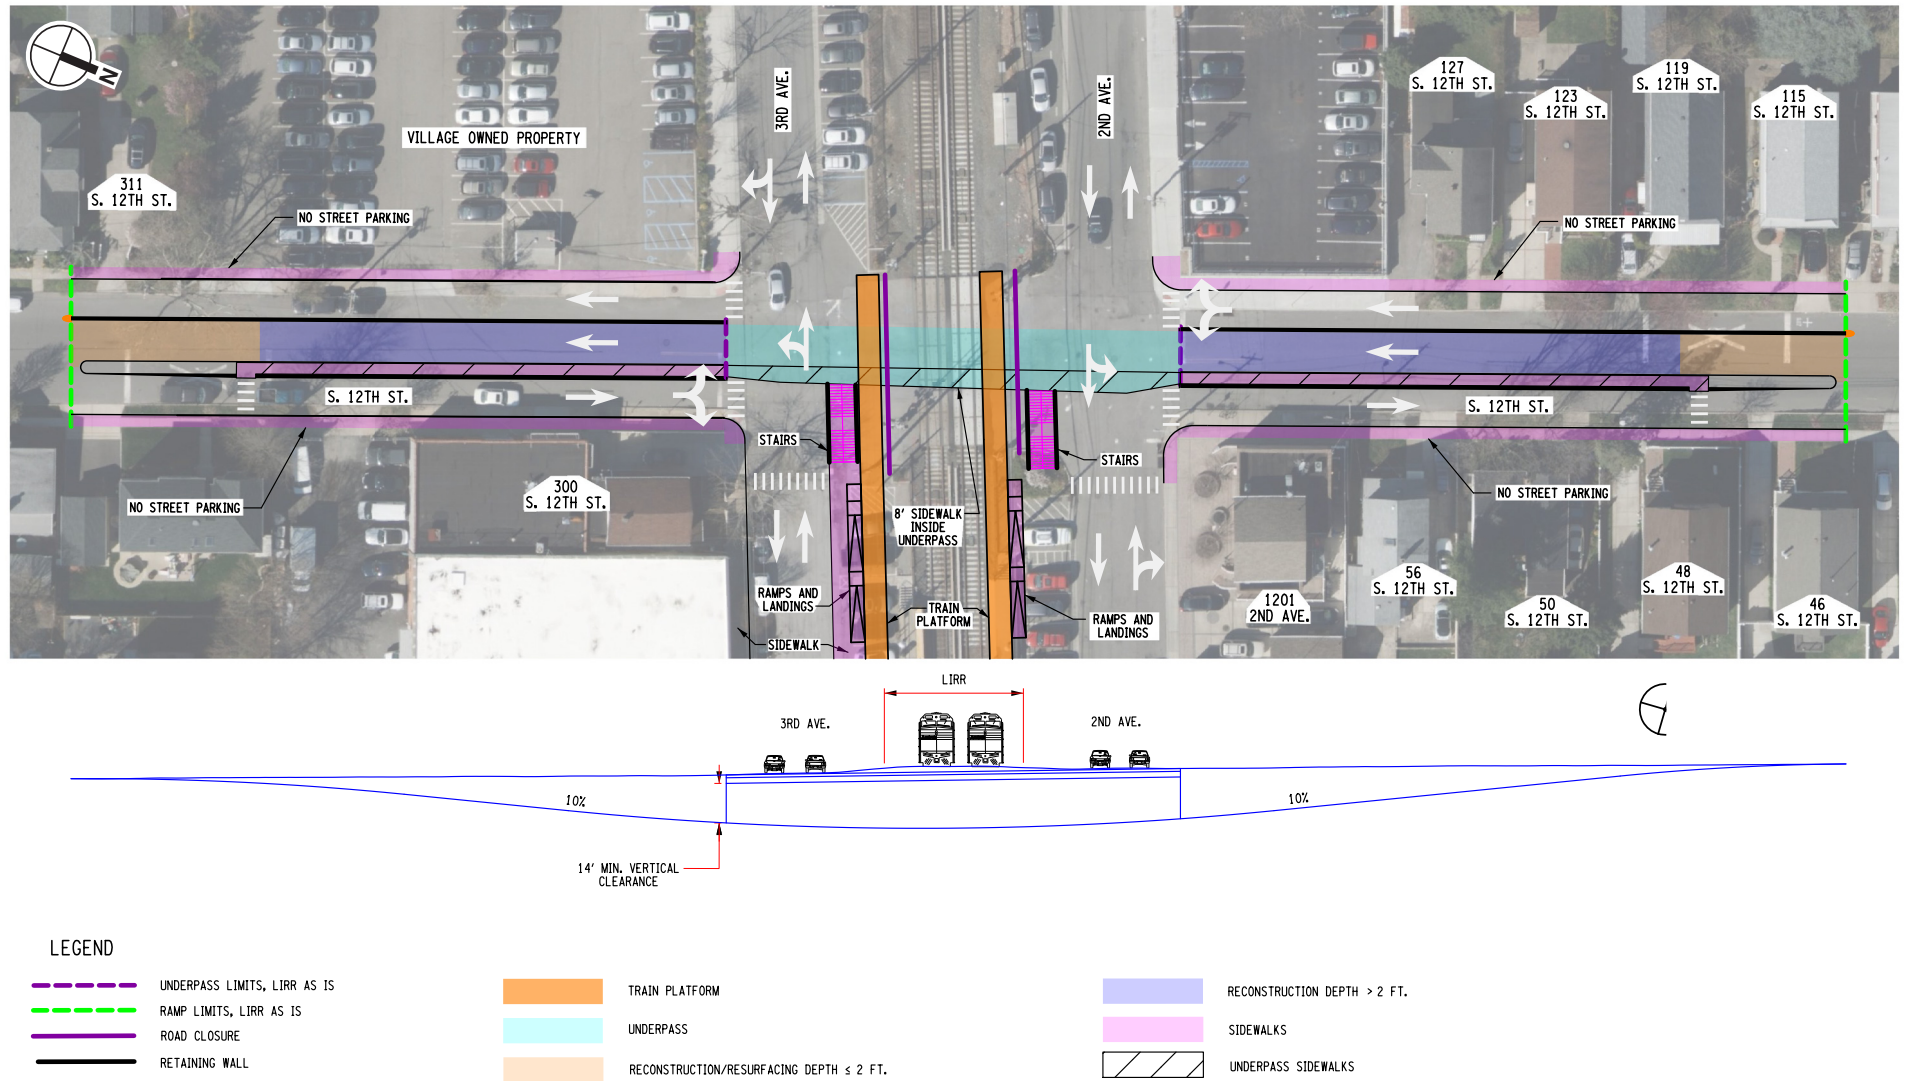 N
3RD AVE.
2ND AVE.
127
S. 12TH ST.
119
S. 12TH ST.
123
S. 12TH ST.
115
S. 12TH ST.
VILLAGE OWNED PROPERTY
311
S. 12TH ST.
NO STREET PARKING
NO STREET PARKING
S. 12TH ST.
S. 12TH ST.
STAIRS
STAIRS
300
S. 12TH ST.
NO STREET PARKING
NO STREET PARKING
8' SIDEWALK
INSIDE
UNDERPASS
RAMPS AND
LANDINGS
TRAIN
PLATFORM
RAMPS AND
LANDINGS
SIDEWALK
1201
2ND AVE.
56
S. 12TH ST.
50
S. 12TH ST.
48
S. 12TH ST.
46
S. 12TH ST.
LIRR
3RD AVE.
2ND AVE.
10%
10%
14' MIN. VERTICAL
CLEARANCE
LEGEND
UNDERPASS LIMITS, LIRR AS IS
RAMP LIMITS, LIRR AS IS
ROAD CLOSURE
RETAINING WALL
TRAIN PLATFORM
UNDERPASS
RECONSTRUCTION/RESURFACING DEPTH ≤ 2 FT.
RECONSTRUCTION DEPTH > 2 FT.
SIDEWALKS
UNDERPASS SIDEWALKS